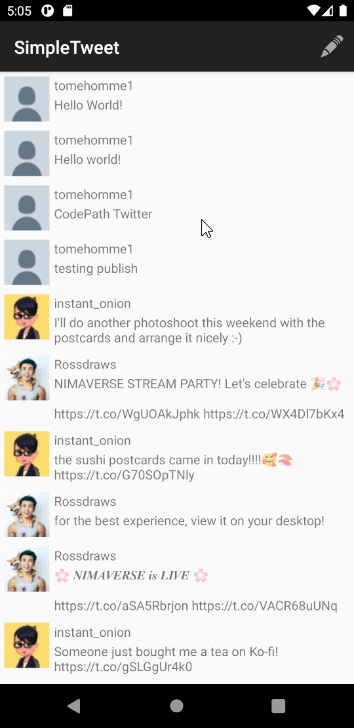 5:05
SimpleTweet
tomehomme1
Hello World!
tomehomme1
Hello world!
tomehomme1
CodePath Twitter
tomehomme1
testing publish
instant_onion
I'll do another photoshoot this weekend with the
postcards and arrange it nicely :-)
Rossdraws
NIMAVERSE STREAM PARTY! Let's celebrate 🎉🌸
https://t.co/WgUOAkJphk https://t.co/WX4Dl7bKx4
instant_onion
the sushi postcards came in today!!!!🥰🍣
https://t.co/G70SOpTNly
Rossdraws
for the best experience, view it on your desktop!
Rossdraws
🌸 𝑵𝑰𝑴𝑨𝑽𝑬𝑹𝑺𝑬 𝒊𝒔 𝑳𝑰𝑽𝑬 🌸
https://t.co/aSA5Rbrjon https://t.co/VACR68uUNq
instant_onion
Someone just bought me a tea on Ko-fi!
https://t.co/gSLGgUr4k0